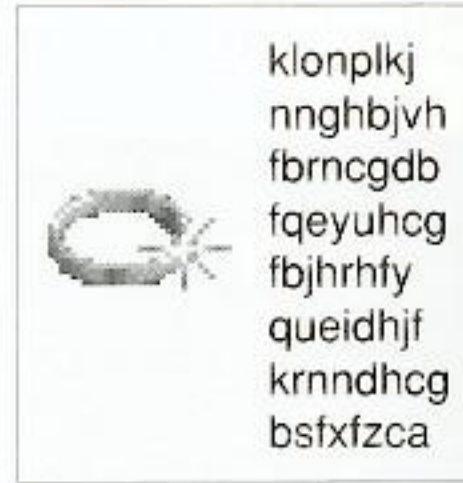 klonplkj
nnghbjvh
fbrncgdb
fqeyuhcg
fbjhrhfy
queidhjf
krnndhcg
bsfxfzca